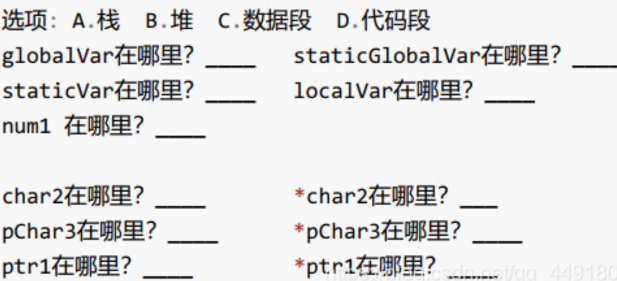 选项: A.栈  B.堆  C.数据段  D.代码段
globalVar在哪里? ____   staticGlobalVar在哪里? ____
staticVar在哪里? ____   localVar在哪里? ____
num1 在哪里? ____
char2在哪里? ____   *char2在哪里? ___
pChar3在哪里? ____   *pChar3在哪里? ____
ptr1在哪里? ____   *ptr1在哪里? ____